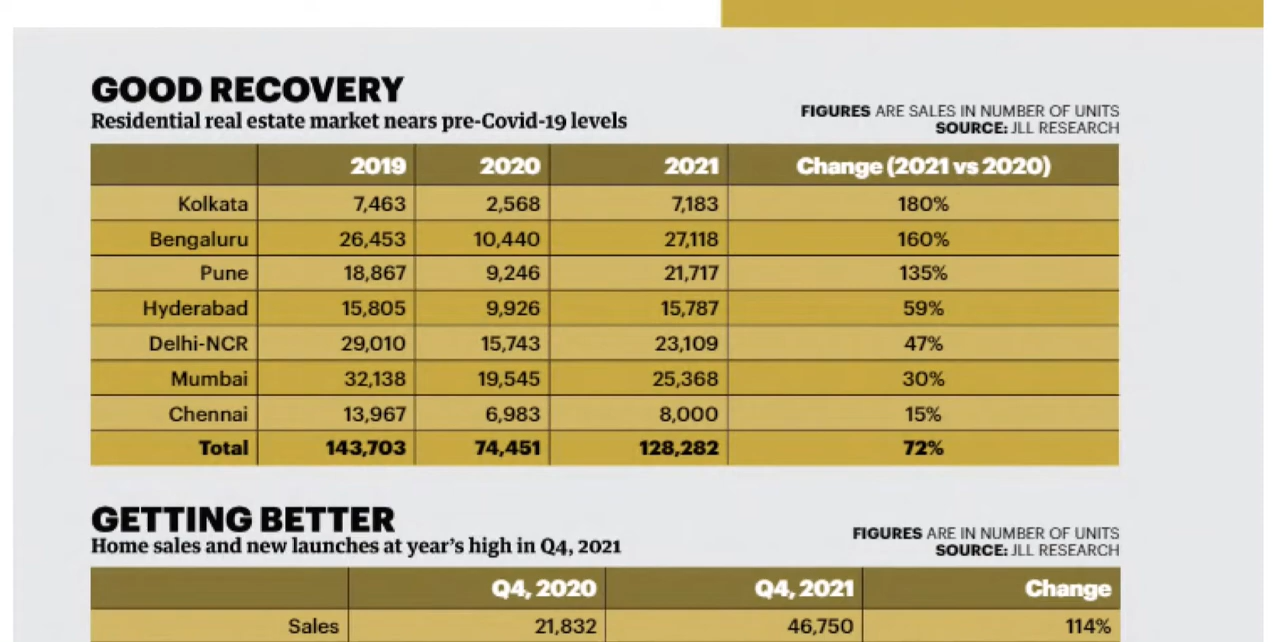 GOOD RECOVERY
Residential real estate market nears pre-Covid-19 levels
FIGURES ARE SALES IN NUMBER OF UNITS
SOURCE: JLL RESEARCH
2019 2020 2021 Change (2021 vs 2020)
Kolkata 7,463 2,568 7,183 180%
Bengaluru 26,453 10,440 27,118 160%
Pune 18,867 9,246 21,717 135%
Hyderabad 15,805 9,926 15,787 59%
Delhi-NCR 29,010 15,743 23,109 47%
Mumbai 32,138 19,545 25,368 30%
Chennai 13,967 6,983 8,000 15%
Total 143,703 74,451 128,282 72%
GETTING BETTER
Home sales and new launches at year's high in Q4, 2021
FIGURES ARE IN NUMBER OF UNITS
SOURCE: JLL RESEARCH
Q4, 2020 Q4, 2021 Change
Sales 21,832 46,750 114%